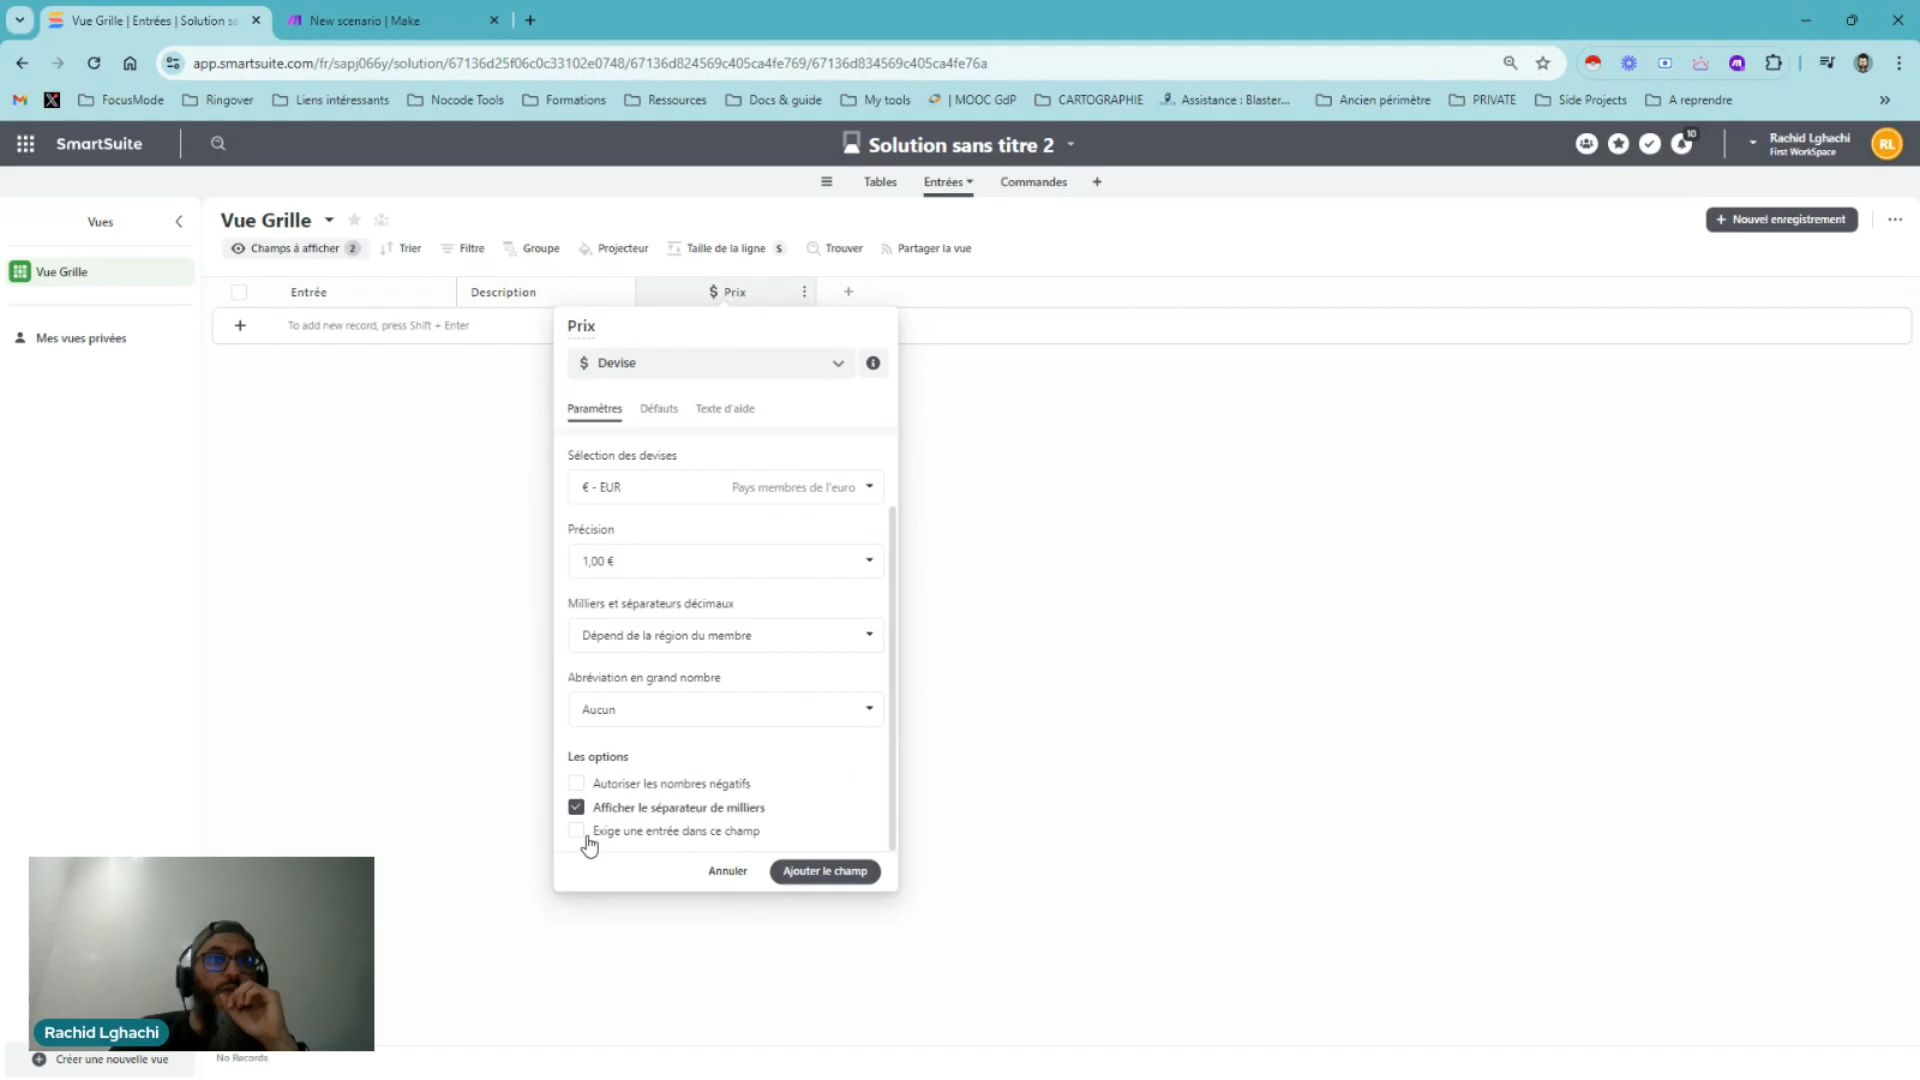 Vue Grille | Entrées | Solution sa
New scenario | Make
app.smartsuite.com/fr/sapj066y/solution/67136d25f06c0c33102e0748/67136d824569c405ca4fe769/67136d834569c405ca4fe76a
FocusMode
Ringover
Liens intéressants
Nocode Tools
Formations
Ressources
Docs & guide
My tools
| MOOC GdP
CARTOGRAPHIE
Assistance : Blaster...
Ancien périmètre
PRIVATE
Side Projects
A reprendre
»
SmartSuite
Solution sans titre 2
10
Rachid Lghachi
First WorkSpace
RL
Tables
Entrées
Commandes
Vues
Vue Grille
Nouvel enregistrement
Champs à afficher 2
Trier
Filtre
Groupe
Projecteur
Taille de la ligne S
Trouver
Partager la vue
Vue Grille
Mes vues privées
Entrée
Description
$ Prix
To add new record, press Shift + Enter
Prix
$ Devise
Paramètres
Défauts
Texte d'aide
Sélection des devises
€ - EUR
Pays membres de l'euro
Précision
1,00 €
Milliers et séparateurs décimaux
Dépend de la région du membre
Abréviation en grand nombre
Aucun
Les options
Autoriser les nombres négatifs
Afficher le séparateur de milliers
Exige une entrée dans ce champ
Annuler
Ajouter le champ
Rachid Lghachi
Créer une nouvelle vue
No Records